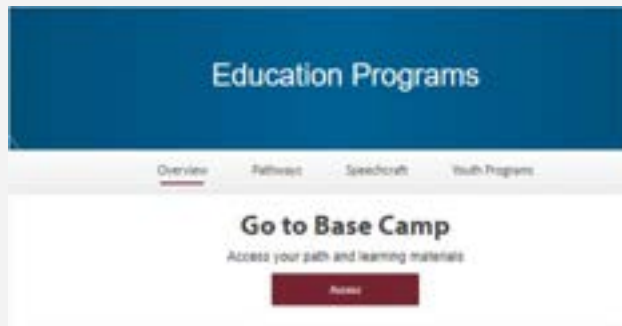 Education Programs
Overview Pathways Speechcraft Youth Programs
Go to Base Camp
Access your path and learning materials
Access